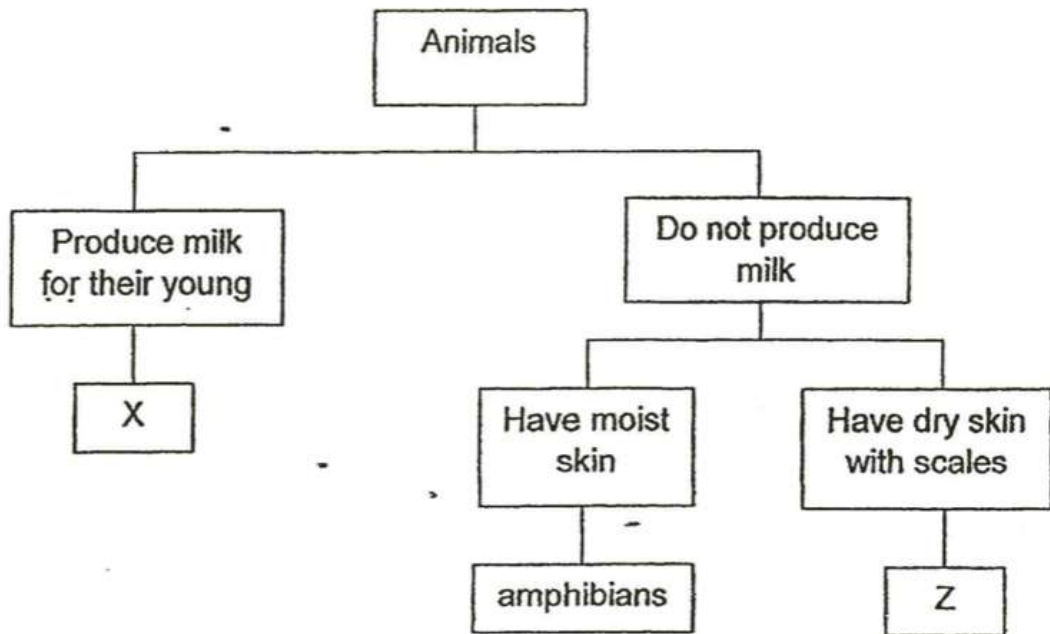 Animals
Produce milk
for their young
Do not produce
milk
X
Have moist
skin
Have dry skin
with scales
amphibians
Z